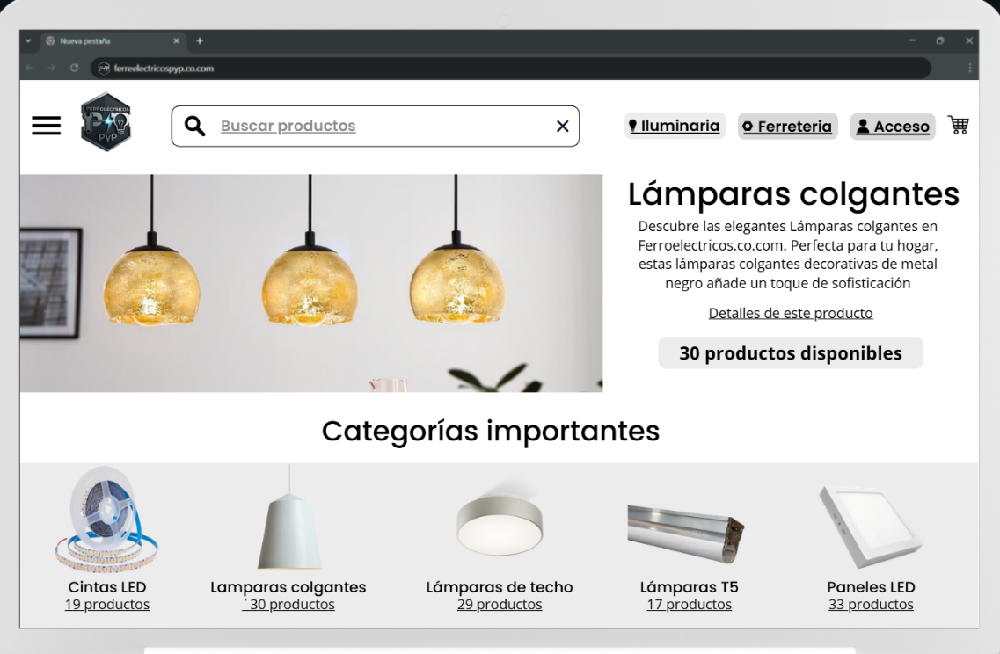 Nueva pestaña
ferreelectricospyp.co.com
FERROLÉCTRICOS
PyP
Buscar productos
Iluminaria
Ferreteria
Acceso
Lámparas colgantes
Descubre las elegantes Lámparas colgantes en
Ferroelectricos.co.com. Perfecta para tu hogar,
estas lámparas colgantes decorativas de metal
negro añade un toque de sofisticación
Detalles de este producto
30 productos disponibles
Categorías importantes
Cintas LED
19 productos
Lamparas colgantes
´30 productos
Lámparas de techo
29 productos
Lámparas T5
17 productos
Paneles LED
33 productos